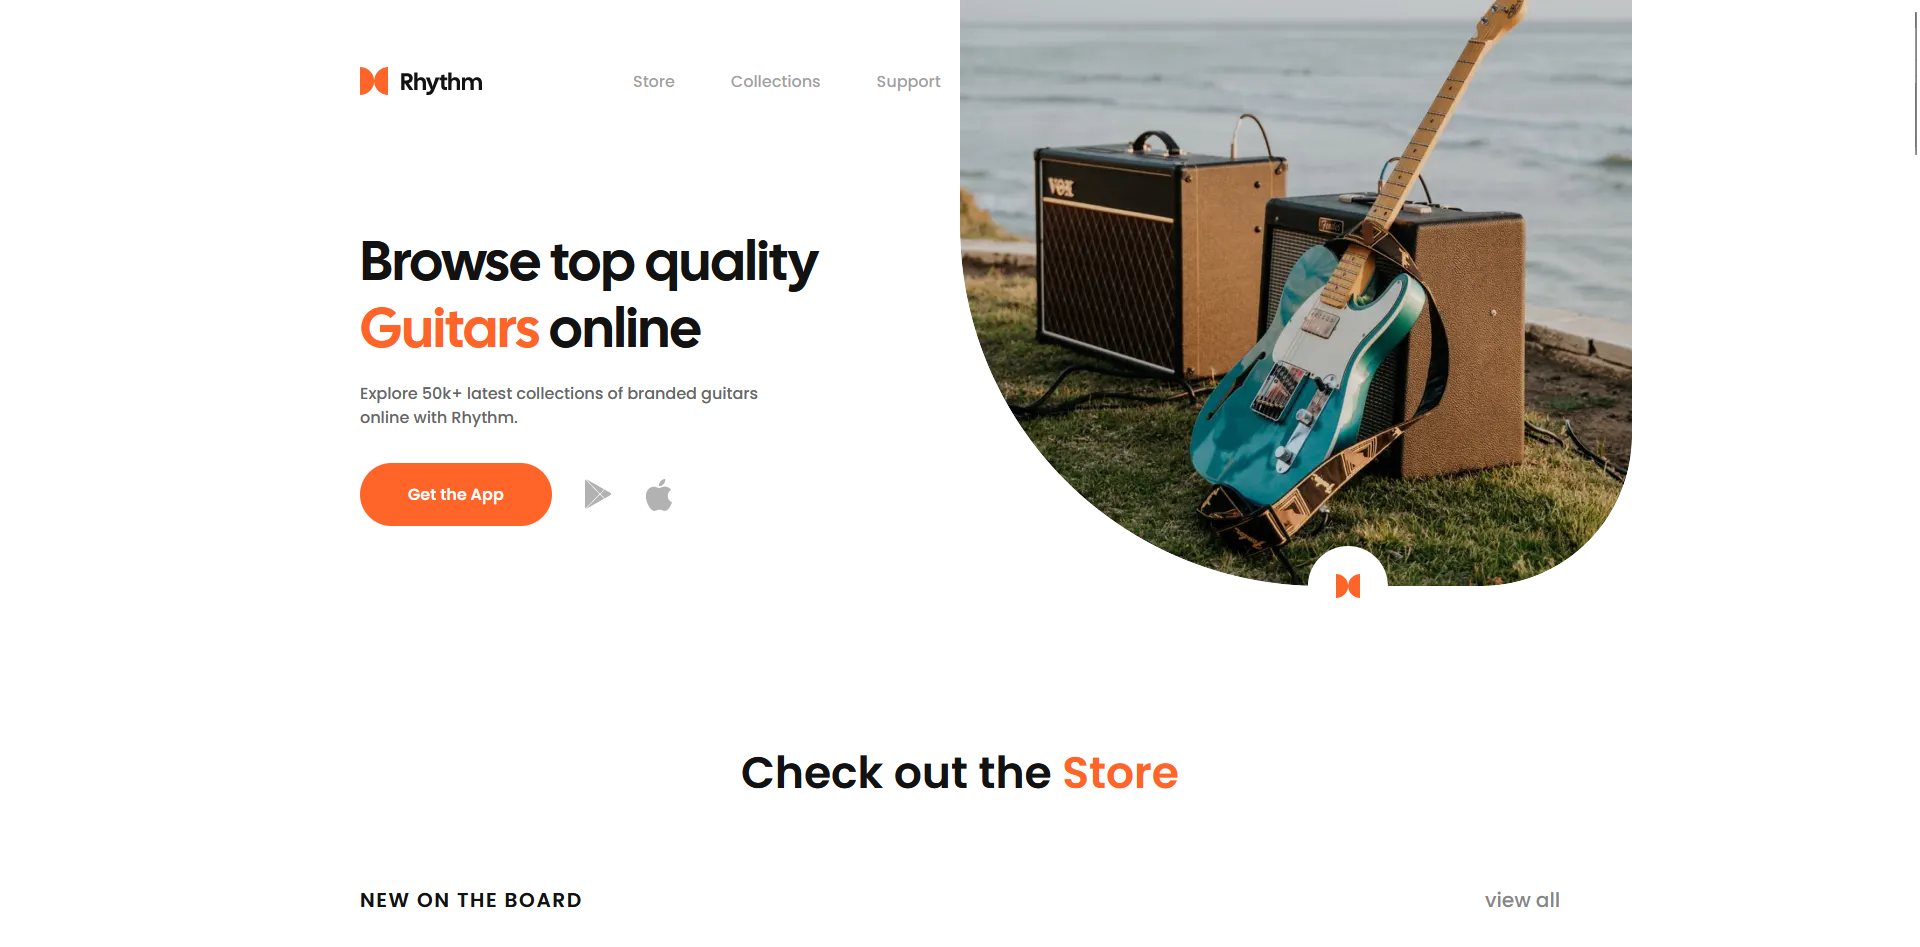 Rhythm
Store
Collections
Support
VOX
Fender
Browse top quality
Guitars online
Explore 50k+ latest collections of branded guitars
online with Rhythm.
Get the App
Check out the Store
NEW ON THE BOARD
view all